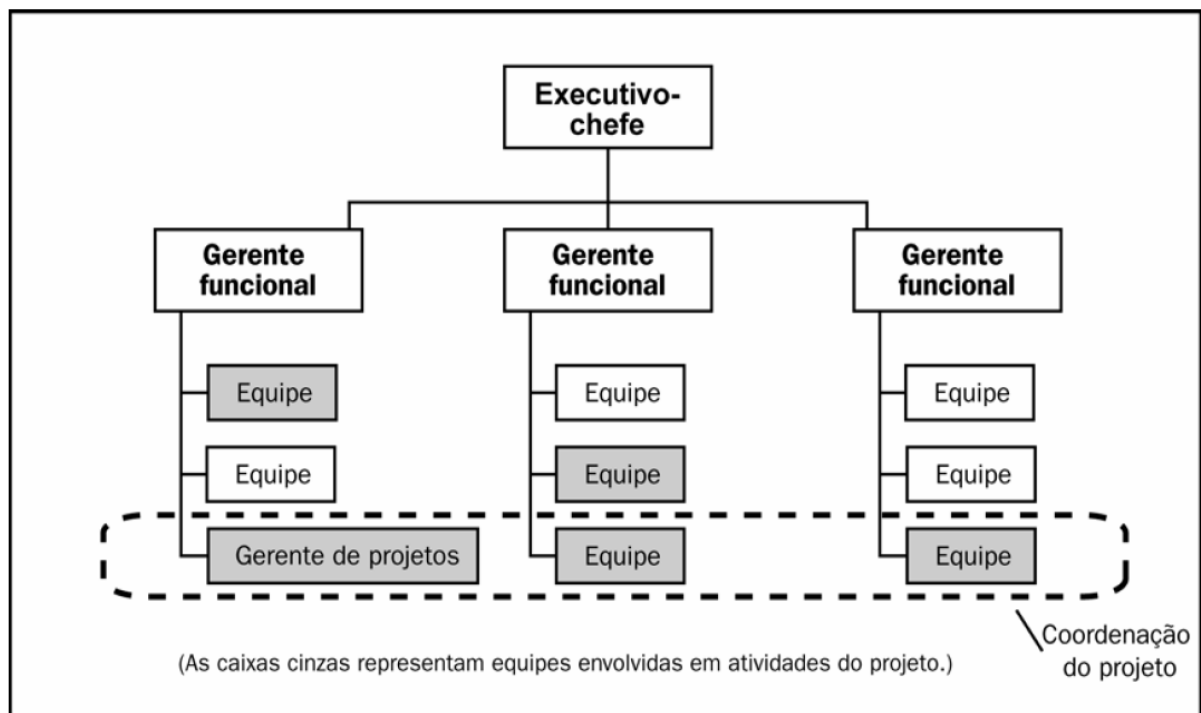 Executivo-
chefe
Gerente
funcional
Gerente
funcional
Gerente
funcional
Equipe
Equipe
Equipe
Equipe
Equipe
Equipe
Gerente de projetos
Equipe
Equipe
Coordenação
do projeto
(As caixas cinzas representam equipes envolvidas em atividades do projeto.)